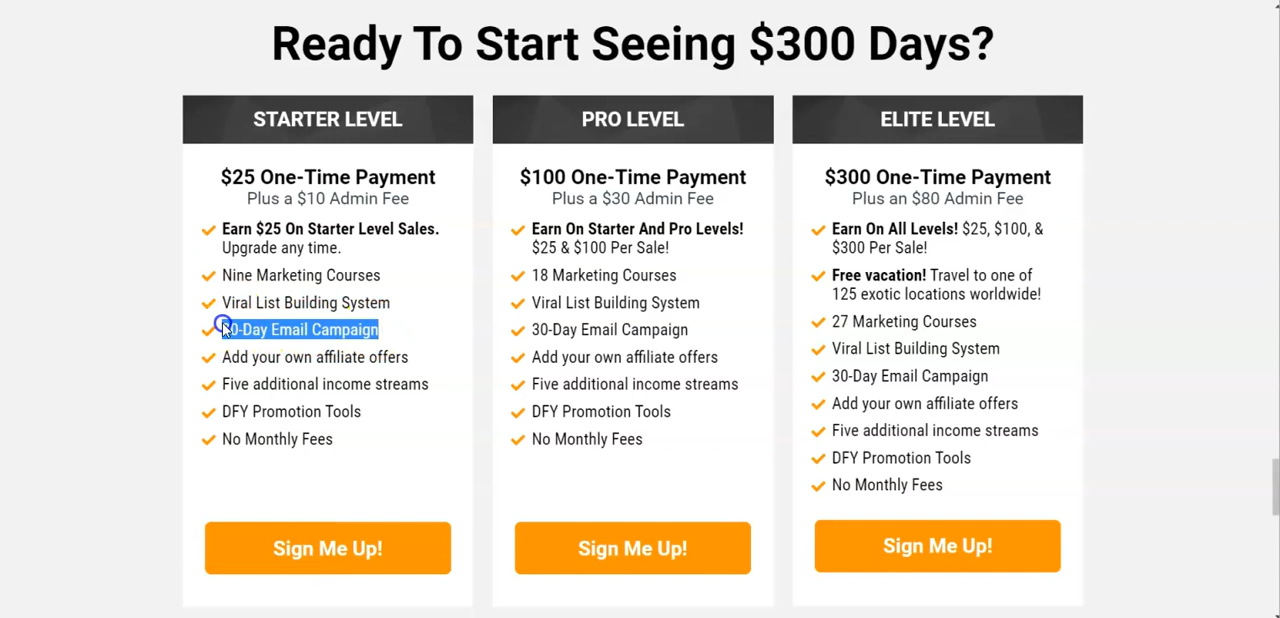 Ready To Start Seeing $300 Days?
STARTER LEVEL
$25 One-Time Payment
Plus a $10 Admin Fee
Earn $25 On Starter Level Sales.
Upgrade any time.
Nine Marketing Courses
Viral List Building System
30-Day Email Campaign
Add your own affiliate offers
Five additional income streams
DFY Promotion Tools
No Monthly Fees
Sign Me Up!
PRO LEVEL
$100 One-Time Payment
Plus a $30 Admin Fee
Earn On Starter And Pro Levels!
$25 & $100 Per Sale!
18 Marketing Courses
Viral List Building System
30-Day Email Campaign
Add your own affiliate offers
Five additional income streams
DFY Promotion Tools
No Monthly Fees
Sign Me Up!
ELITE LEVEL
$300 One-Time Payment
Plus an $80 Admin Fee
Earn On All Levels! $25, $100, &
$300 Per Sale!
Free vacation! Travel to one of
125 exotic locations worldwide!
27 Marketing Courses
Viral List Building System
30-Day Email Campaign
Add your own affiliate offers
Five additional income streams
DFY Promotion Tools
No Monthly Fees
Sign Me Up!